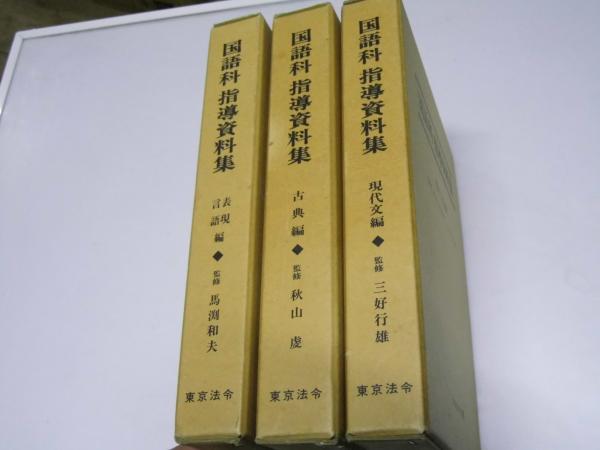 国語科 指導資料集
表現
言語 編 ◆ 監修 馬渕和夫
東京法令
国語科 指導資料集
古典編 ◆ 監修 秋山 虔
東京法令
国語科 指導資料集
現代文編 ◆ 監修 三好行雄
東京法令